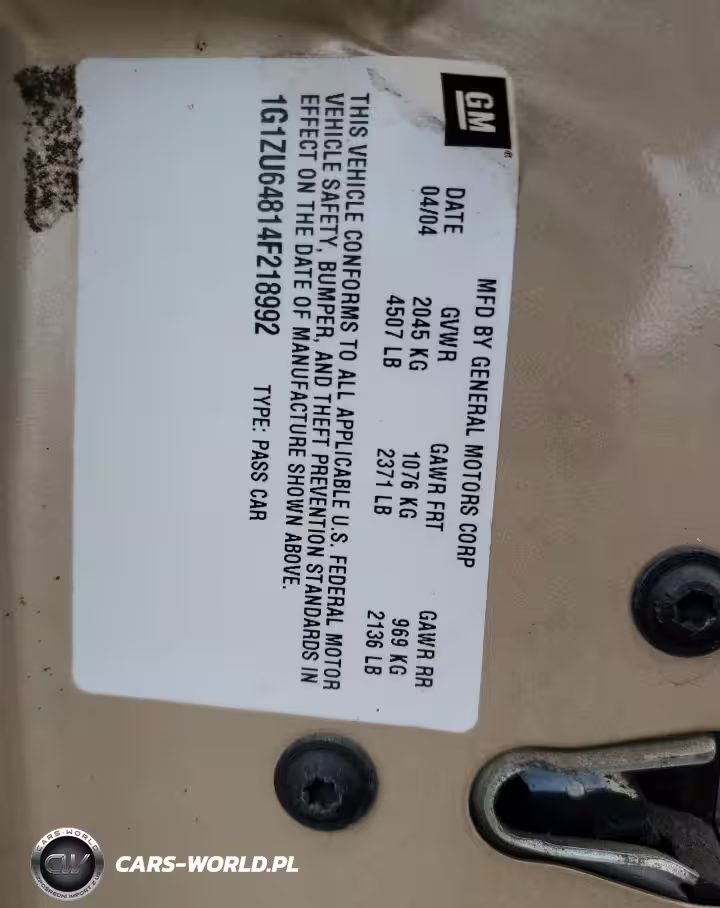 GM®
MFD BY GENERAL MOTORS CORP
DATE GVWR GAWR FRT GAWR RR
04/04 2045 KG 1076 KG 969 KG
4507 LB 2371 LB 2136 LB
THIS VEHICLE CONFORMS TO ALL APPLICABLE U.S. FEDERAL MOTOR
VEHICLE SAFETY, BUMPER, AND THEFT PREVENTION STANDARDS IN
EFFECT ON THE DATE OF MANUFACTURE SHOWN ABOVE.
1G1ZU64814F218992 TYPE: PASS CAR
CARS-WORLD
CW
CARS-WORLD.PL